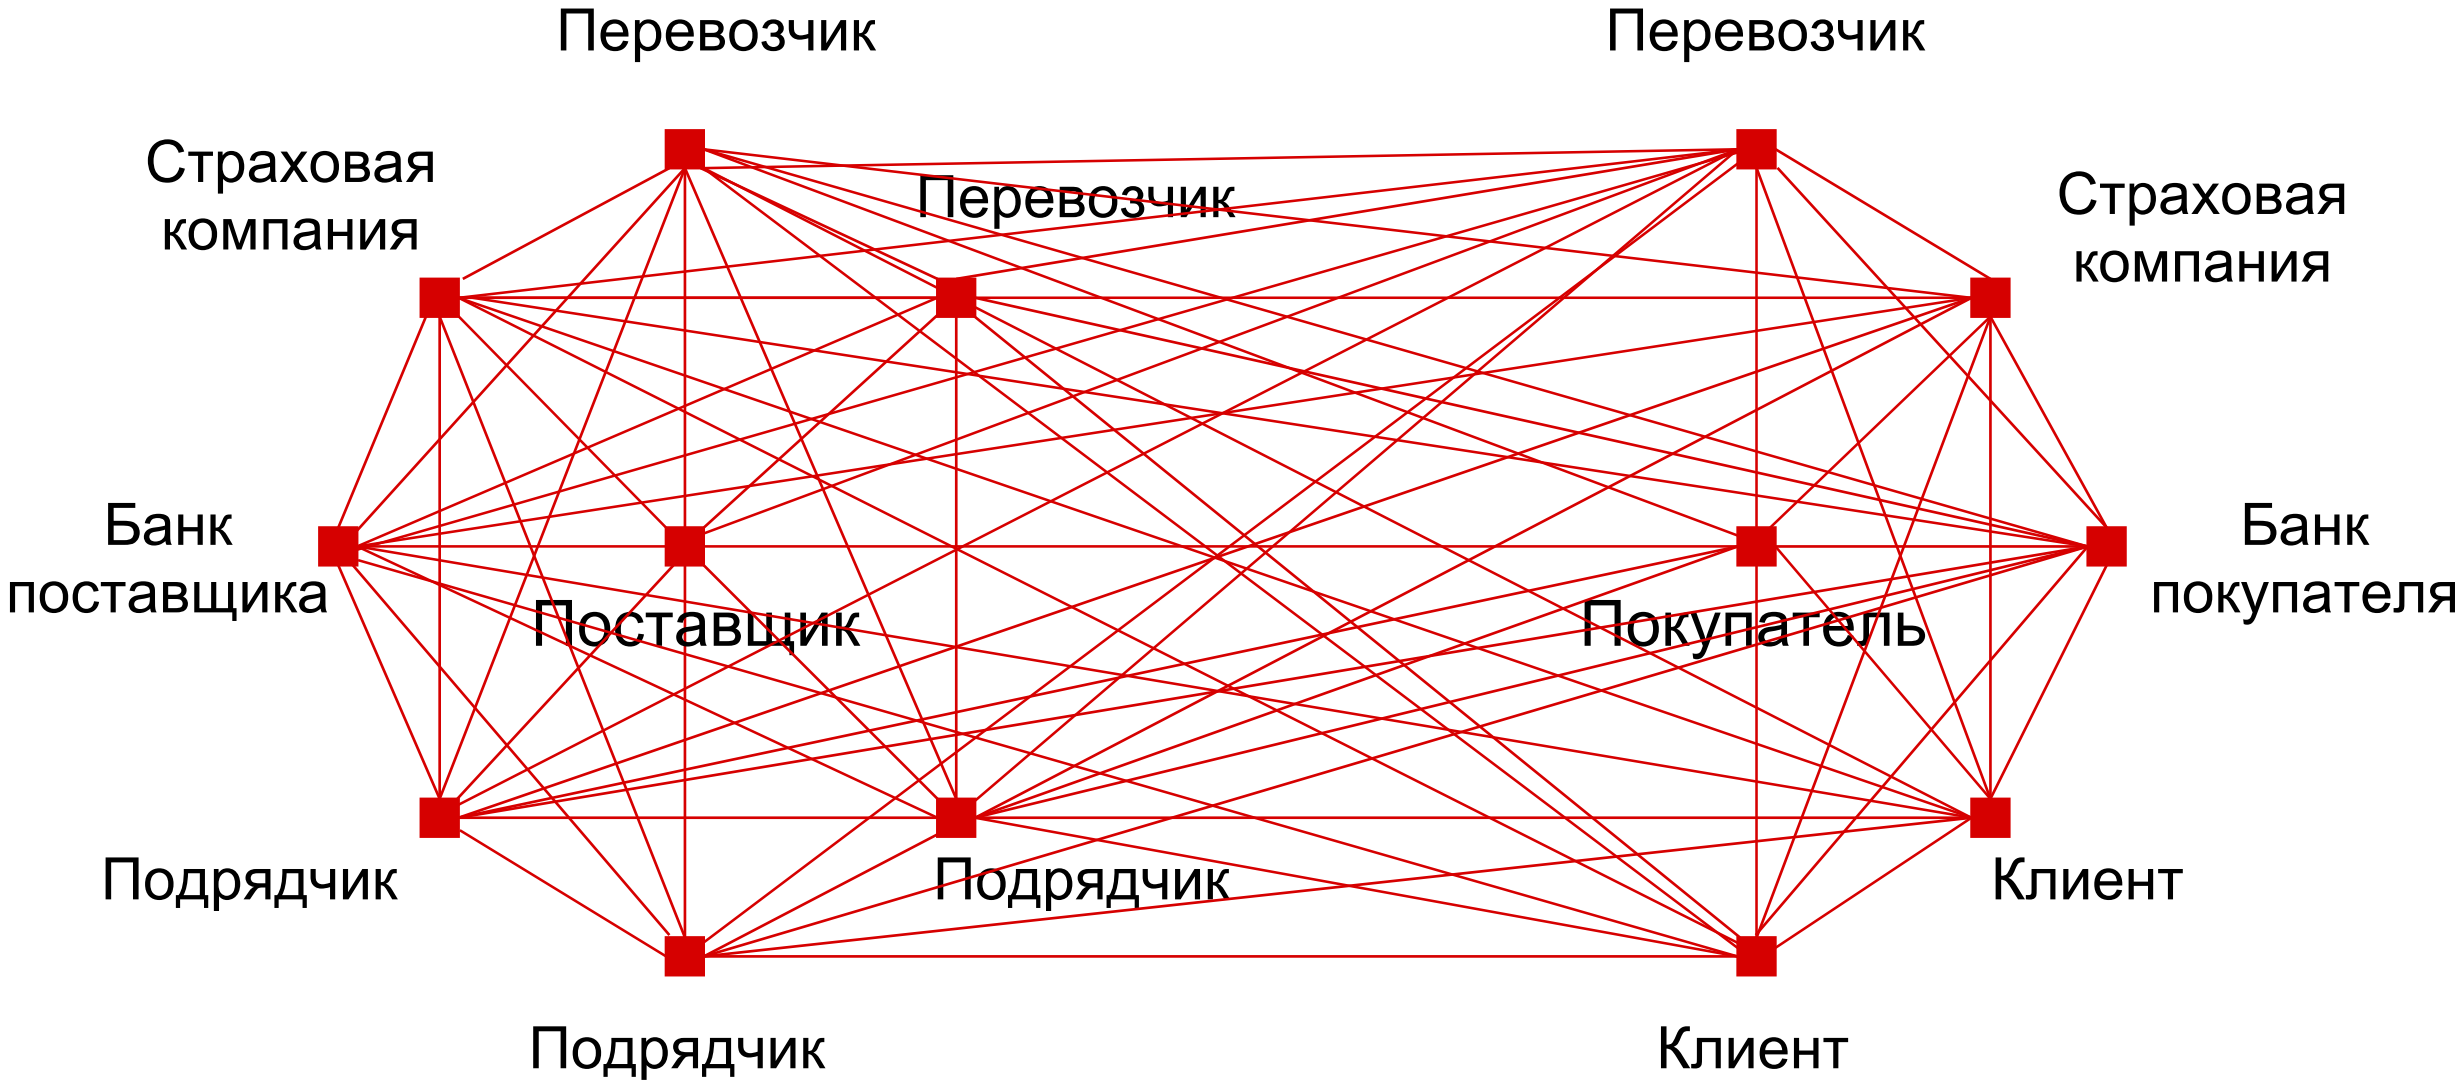 Перевозчик
Перевозчик
Страховая
компания
Перевозчик
Страховая
компания
Банк
поставщика
Поставщик
Покупатель
Банк
покупателя
Подрядчик
Подрядчик
Клиент
Подрядчик
Клиент